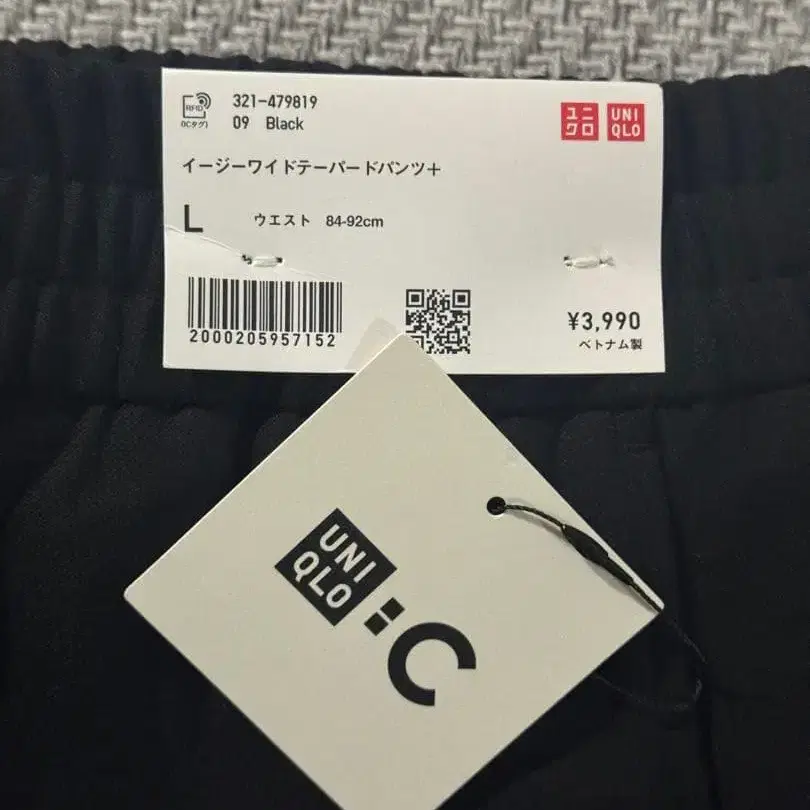 RFID
(ICタグ)
321-479819
09 Black
ユニ
クロ
UNI
QLO
イージーワイドテーパードパンツ+
L ウエスト 84-92cm
2000205957152
¥3,990
ベトナム製
UNI
QLO
:C